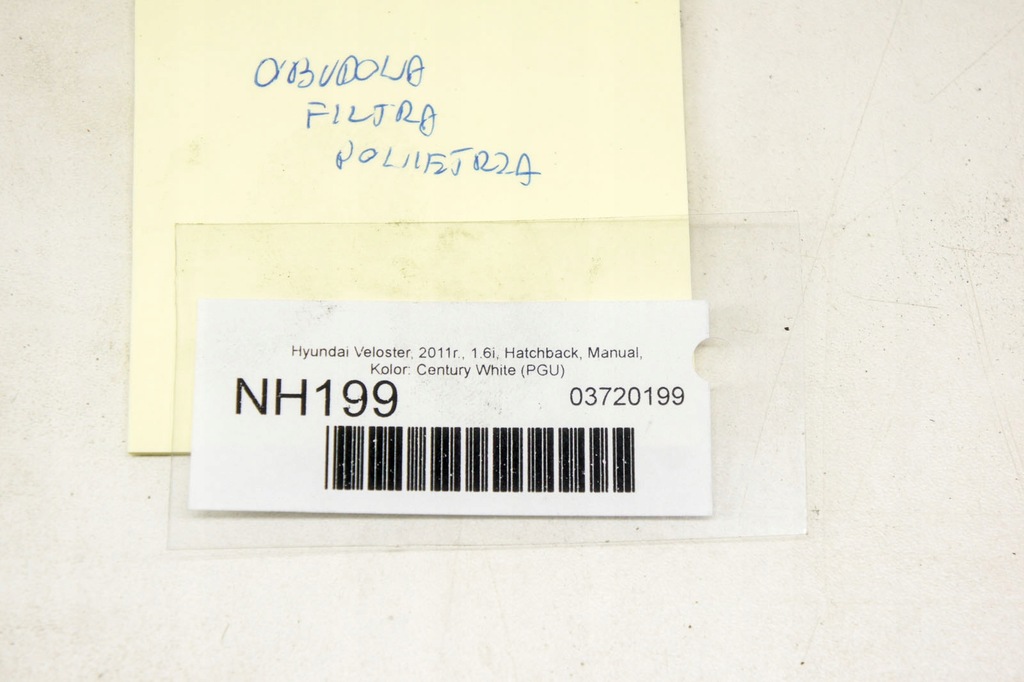 OBUDOWA
FILTRA
POWIETRZA
Hyundai Veloster, 2011r., 1.6i, Hatchback, Manual,
Kolor: Century White (PGU)
NH199
03720199